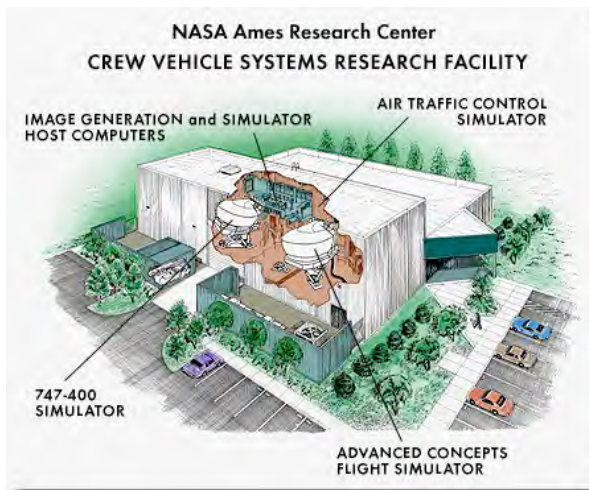 NASA Ames Research Center
CREW VEHICLE SYSTEMS RESEARCH FACILITY
AIR TRAFFIC CONTROL
SIMULATOR
IMAGE GENERATION and SIMULATOR
HOST COMPUTERS
747-400
SIMULATOR
ADVANCED CONCEPTS
FLIGHT SIMULATOR